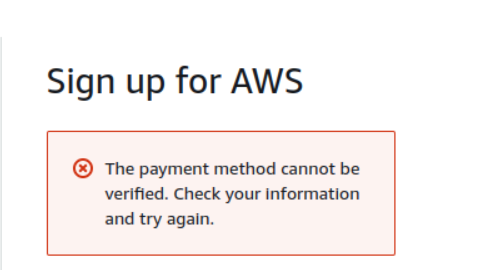 Sign up for AWS
The payment method cannot be
verified. Check your information
and try again.